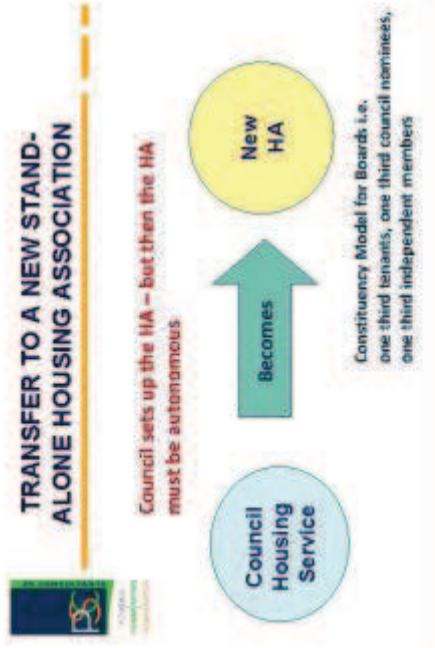 TRANSFER TO A NEW STAND-
ALONE HOUSING ASSOCIATION
Council sets up the HA – but then the HA
must be autonomous
Council
Housing
Service
Becomes
New
HA
Constituency Model for Boards i.e.
one third tenants, one third council nominees,
one third independent members